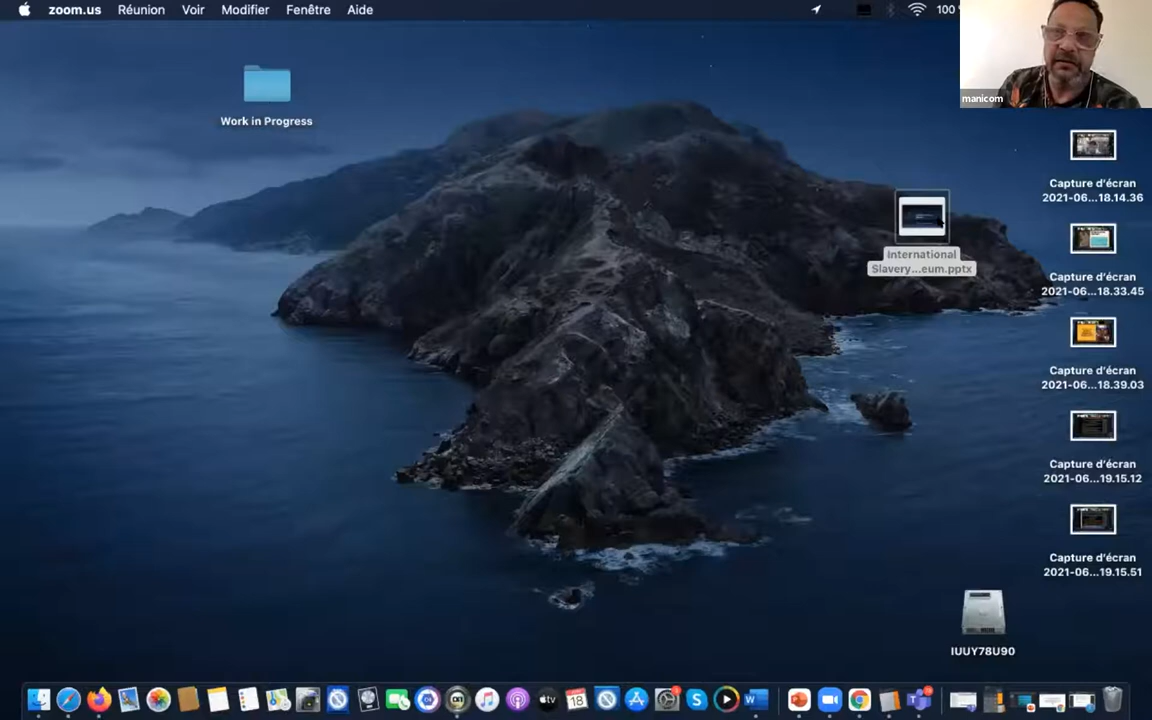 zoom.us Réunion Voir Modifier Fenêtre Aide
100
manicom
Work in Progress
Capture d'écran
2021-06...18.14.36
International
Slavery...eum.pptx
Capture d'écran
2021-06...18.33.45
Capture d'écran
2021-06...18.39.03
Capture d'écran
2021-06...19.15.12
Capture d'écran
2021-06...19.15.51
IUUY78U90
tv
18